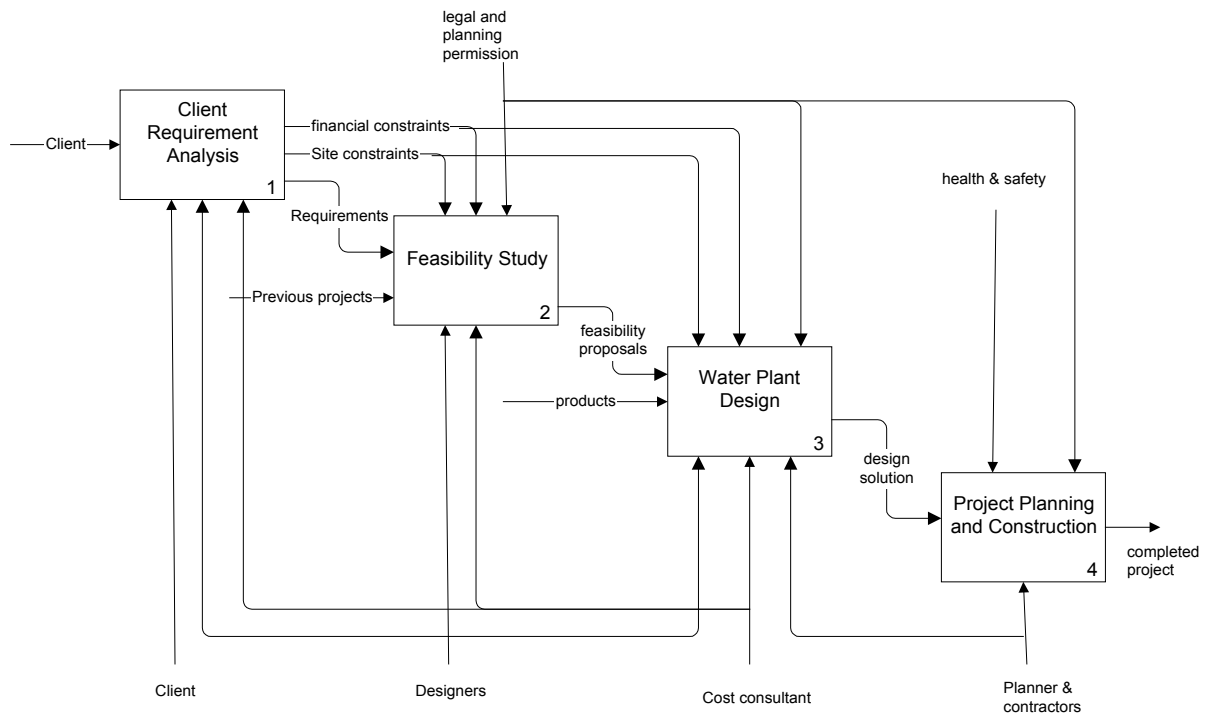 legal and
planning
permission
Client
Requirement
Analysis
1
Client
financial constraints
Site constraints
Requirements
health & safety
Feasibility Study
2
Previous projects
feasibility
proposals
Water Plant
Design
3
products
design
solution
Project Planning
and Construction
4
completed
project
Client
Designers
Cost consultant
Planner &
contractors